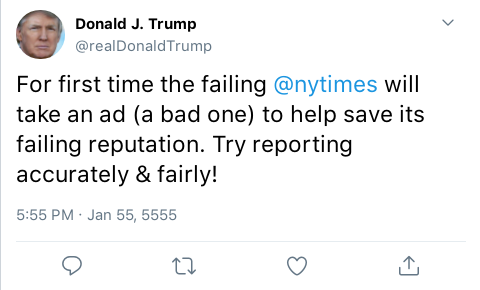 Donald J. Trump
@realDonaldTrump
For first time the failing @nytimes will
take an ad (a bad one) to help save its
failing reputation. Try reporting
accurately & fairly!
5:55 PM · Jan 55, 5555